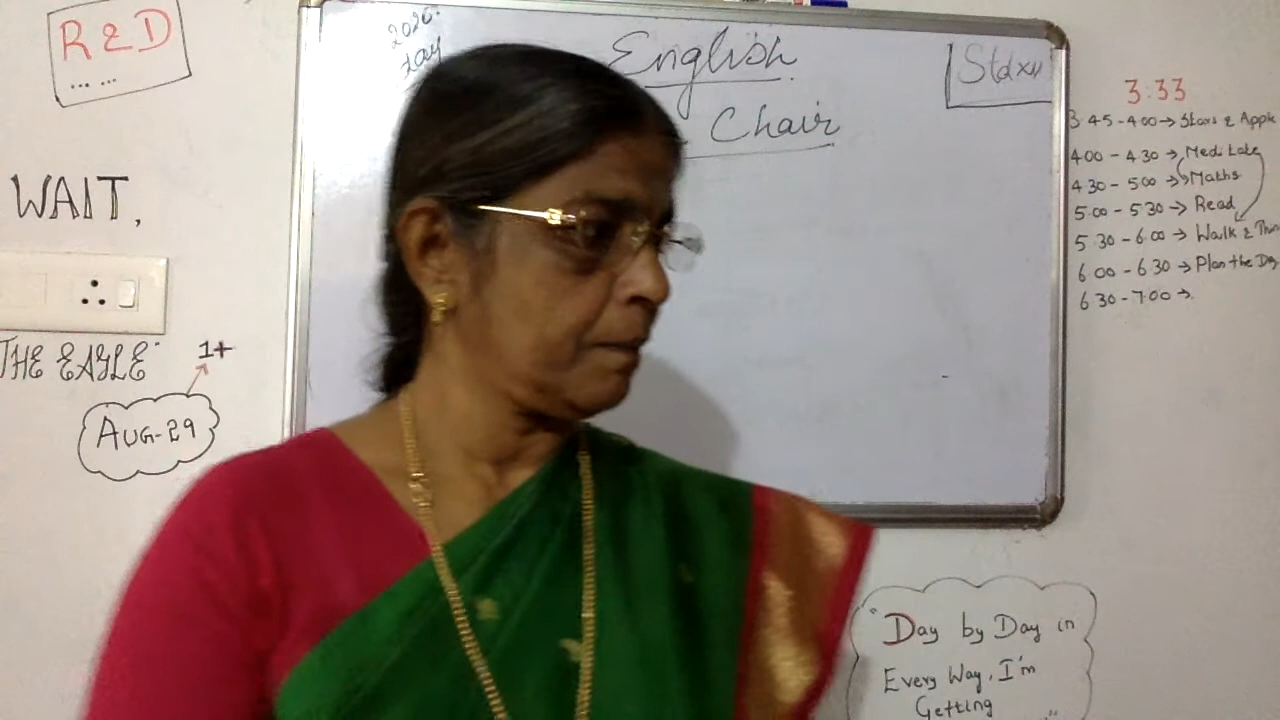 R & D
... ...
WAIT,
THE EAGLE"
1+
AUG-29
2020.
English
Chair
Std XII
3:33
3.45-4.00→ Stars & Apple
4.00 - 4.30 → Meditate
4.30 - 5.00 → Maths
5.00 - 5.30 → Read
5.30-6.00 → Walk &
6.00 - 6.30 → Plan the Day
6.30-7.00 →
"Day by Day in
Every Way, I'm
Getting